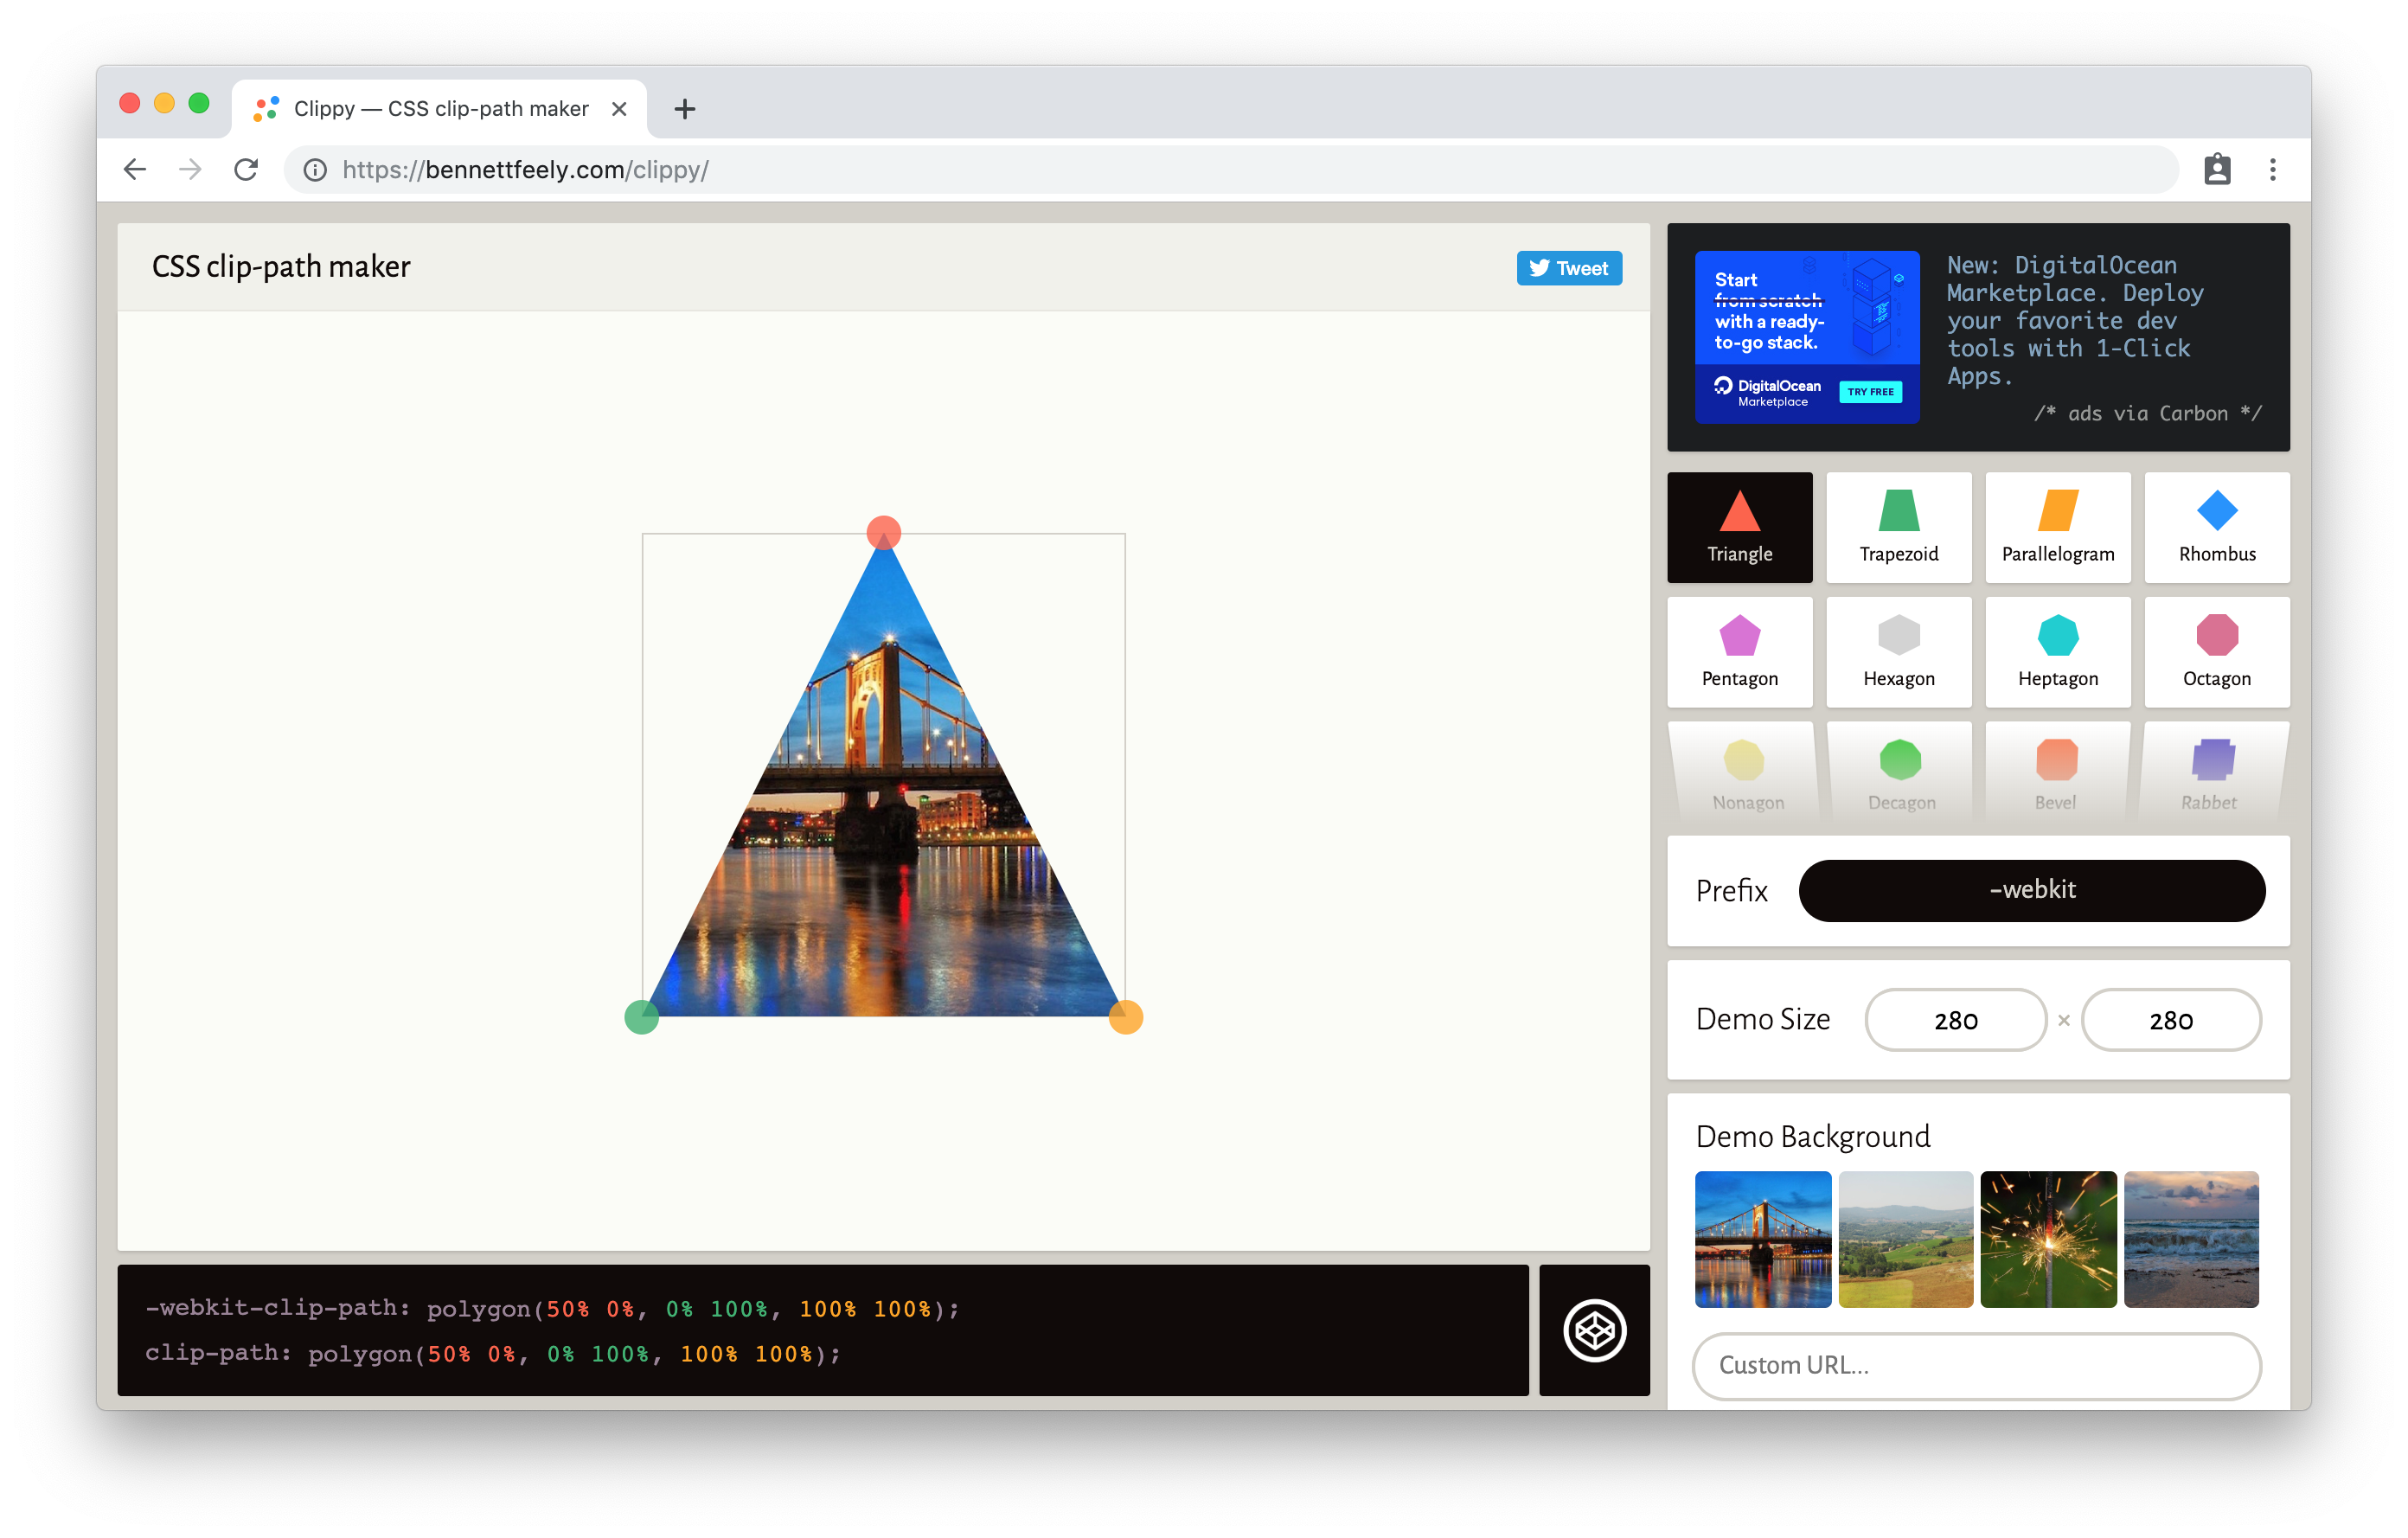 Clippy — CSS clip-path maker
https://bennettfeely.com/clippy/
CSS clip-path maker
Tweet
Start
from scratch
with a ready-
to-go stack.
DigitalOcean
Marketplace
TRY FREE
New: DigitalOcean
Marketplace. Deploy
your favorite dev
tools with 1-Click
Apps.
/* ads via Carbon */
Triangle
Trapezoid
Parallelogram
Rhombus
Pentagon
Hexagon
Heptagon
Octagon
Nonagon
Decagon
Bevel
Rabbet
Prefix
-webkit
Demo Size
280 × 280
Demo Background
Custom URL...
-webkit-clip-path: polygon(50% 0%, 0% 100%, 100% 100%);
clip-path: polygon(50% 0%, 0% 100%, 100% 100%);